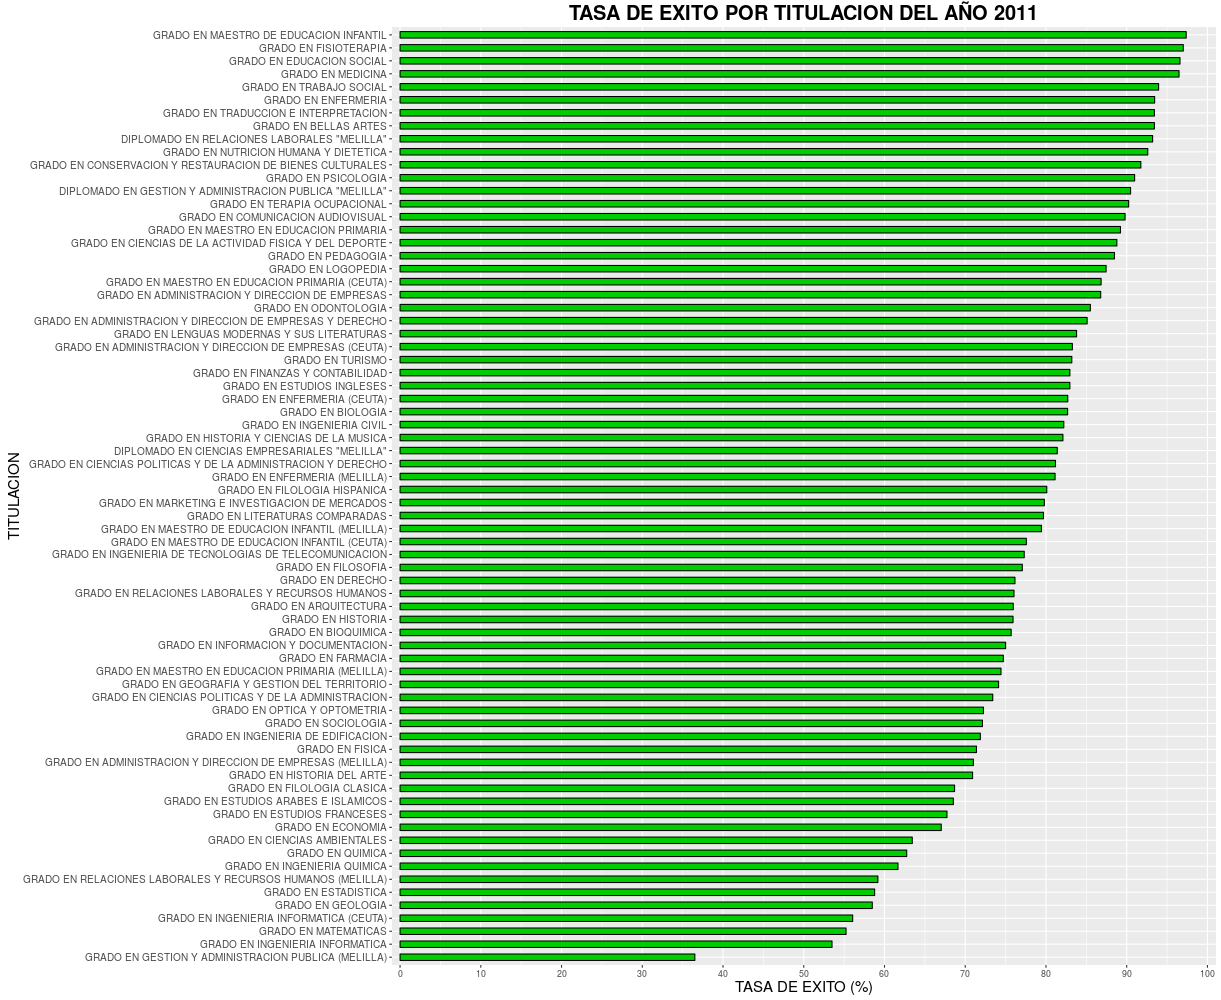 TASA DE EXITO POR TITULACION DEL AÑO 2011
GRADO EN MAESTRO DE EDUCACION INFANTIL
GRADO EN FISIOTERAPIA
GRADO EN EDUCACION SOCIAL
GRADO EN MEDICINA
GRADO EN TRABAJO SOCIAL
GRADO EN ENFERMERIA
GRADO EN TRADUCCION E INTERPRETACION
GRADO EN BELLAS ARTES
DIPLOMADO EN RELACIONES LABORALES "MELILLA"
GRADO EN NUTRICION HUMANA Y DIETETICA
GRADO EN CONSERVACION Y RESTAURACION DE BIENES CULTURALES
GRADO EN PSICOLOGIA
DIPLOMADO EN GESTION Y ADMINISTRACION PUBLICA "MELILLA"
GRADO EN TERAPIA OCUPACIONAL
GRADO EN COMUNICACION AUDIOVISUAL
GRADO EN MAESTRO EN EDUCACION PRIMARIA
GRADO EN CIENCIAS DE LA ACTIVIDAD FISICA Y DEL DEPORTE
GRADO EN PEDAGOGIA
GRADO EN LOGOPEDIA
GRADO EN MAESTRO EN EDUCACION PRIMARIA (CEUTA)
GRADO EN ADMINISTRACION Y DIRECCION DE EMPRESAS
GRADO EN ODONTOLOGIA
GRADO EN ADMINISTRACION Y DIRECCION DE EMPRESAS Y DERECHO
GRADO EN LENGUAS MODERNAS Y SUS LITERATURAS
GRADO EN ADMINISTRACION Y DIRECCION DE EMPRESAS (CEUTA)
GRADO EN TURISMO
GRADO EN FINANZAS Y CONTABILIDAD
GRADO EN ESTUDIOS INGLESES
GRADO EN ENFERMERIA (CEUTA)
GRADO EN BIOLOGIA
GRADO EN INGENIERIA CIVIL
GRADO EN HISTORIA Y CIENCIAS DE LA MUSICA
DIPLOMADO EN CIENCIAS EMPRESARIALES "MELILLA"
GRADO EN CIENCIAS POLITICAS Y DE LA ADMINISTRACION Y DERECHO
GRADO EN ENFERMERIA (MELILLA)
GRADO EN FILOLOGIA HISPANICA
GRADO EN MARKETING E INVESTIGACION DE MERCADOS
GRADO EN LITERATURAS COMPARADAS
GRADO EN MAESTRO DE EDUCACION INFANTIL (MELILLA)
GRADO EN MAESTRO DE EDUCACION INFANTIL (CEUTA)
GRADO EN INGENIERIA DE TECNOLOGIAS DE TELECOMUNICACION
GRADO EN FILOSOFIA
GRADO EN DERECHO
GRADO EN RELACIONES LABORALES Y RECURSOS HUMANOS
GRADO EN ARQUITECTURA
GRADO EN HISTORIA
GRADO EN BIOQUIMICA
GRADO EN INFORMACION Y DOCUMENTACION
GRADO EN FARMACIA
GRADO EN MAESTRO EN EDUCACION PRIMARIA (MELILLA)
GRADO EN GEOGRAFIA Y GESTION DEL TERRITORIO
GRADO EN CIENCIAS POLITICAS Y DE LA ADMINISTRACION
GRADO EN OPTICA Y OPTOMETRIA
GRADO EN SOCIOLOGIA
GRADO EN INGENIERIA DE EDIFICACION
GRADO EN FISICA
GRADO EN ADMINISTRACION Y DIRECCION DE EMPRESAS (MELILLA)
GRADO EN HISTORIA DEL ARTE
GRADO EN FILOLOGIA CLASICA
GRADO EN ESTUDIOS ARABES E ISLAMICOS
GRADO EN ESTUDIOS FRANCESES
GRADO EN ECONOMIA
GRADO EN CIENCIAS AMBIENTALES
GRADO EN QUIMICA
GRADO EN INGENIERIA QUIMICA
GRADO EN RELACIONES LABORALES Y RECURSOS HUMANOS (MELILLA)
GRADO EN ESTADISTICA
GRADO EN GEOLOGIA
GRADO EN INGENIERIA INFORMATICA (CEUTA)
GRADO EN MATEMATICAS
GRADO EN INGENIERIA INFORMATICA
GRADO EN GESTION Y ADMINISTRACION PUBLICA (MELILLA)
TITULACION
0 10 20 30 40 50 60 70 80 90 100
TASA DE EXITO (%)